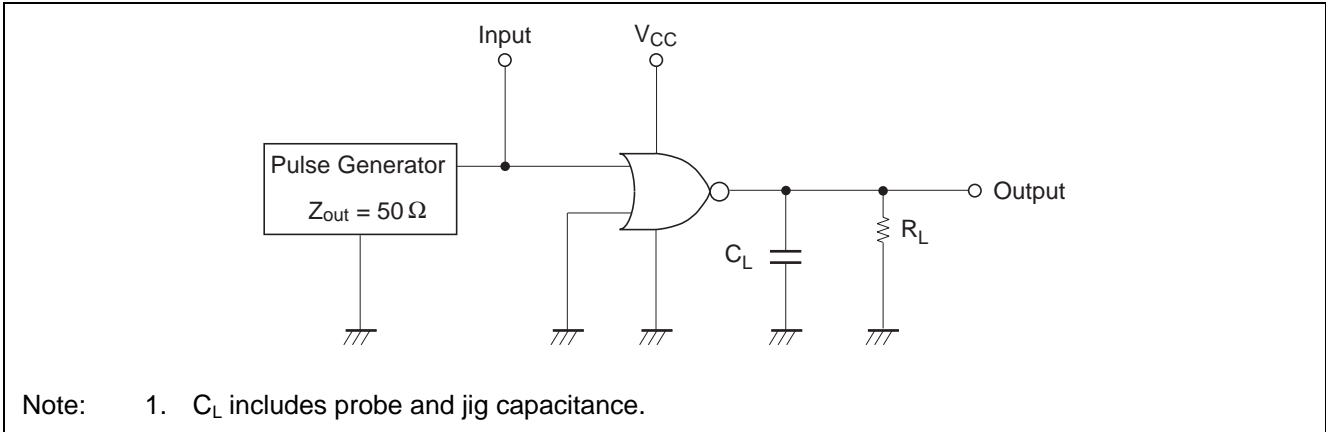 Input
VCC
Pulse Generator
Zout = 50 Ω
Output
CL
RL
Note: 1. CL includes probe and jig capacitance.